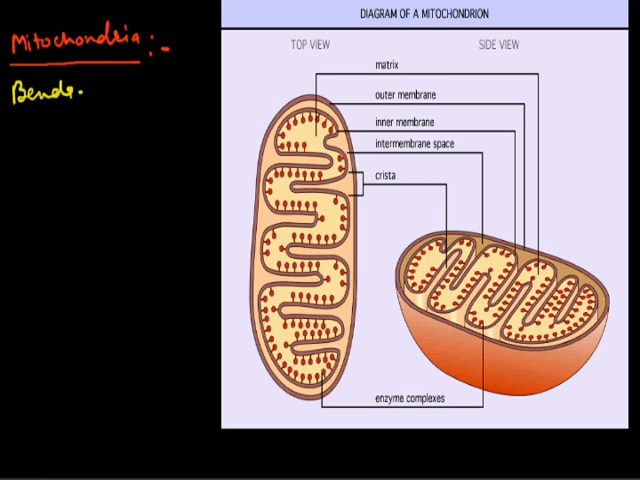 Mitochondria :-
Benda.
DIAGRAM OF A MITOCHONDRION
TOP VIEW
SIDE VIEW
matrix
outer membrane
inner membrane
intermembrane space
crista
enzyme complexes